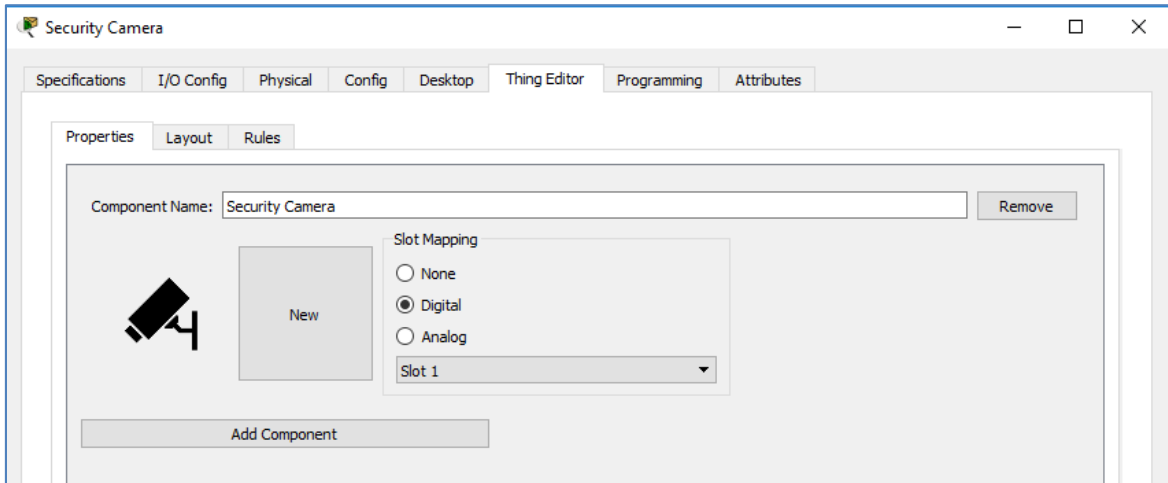 Security Camera
Specifications I/O Config Physical Config Desktop Thing Editor Programming Attributes
Properties Layout Rules
Component Name: Security Camera Remove
Slot Mapping
None
New Digital
Analog
Slot 1
Add Component